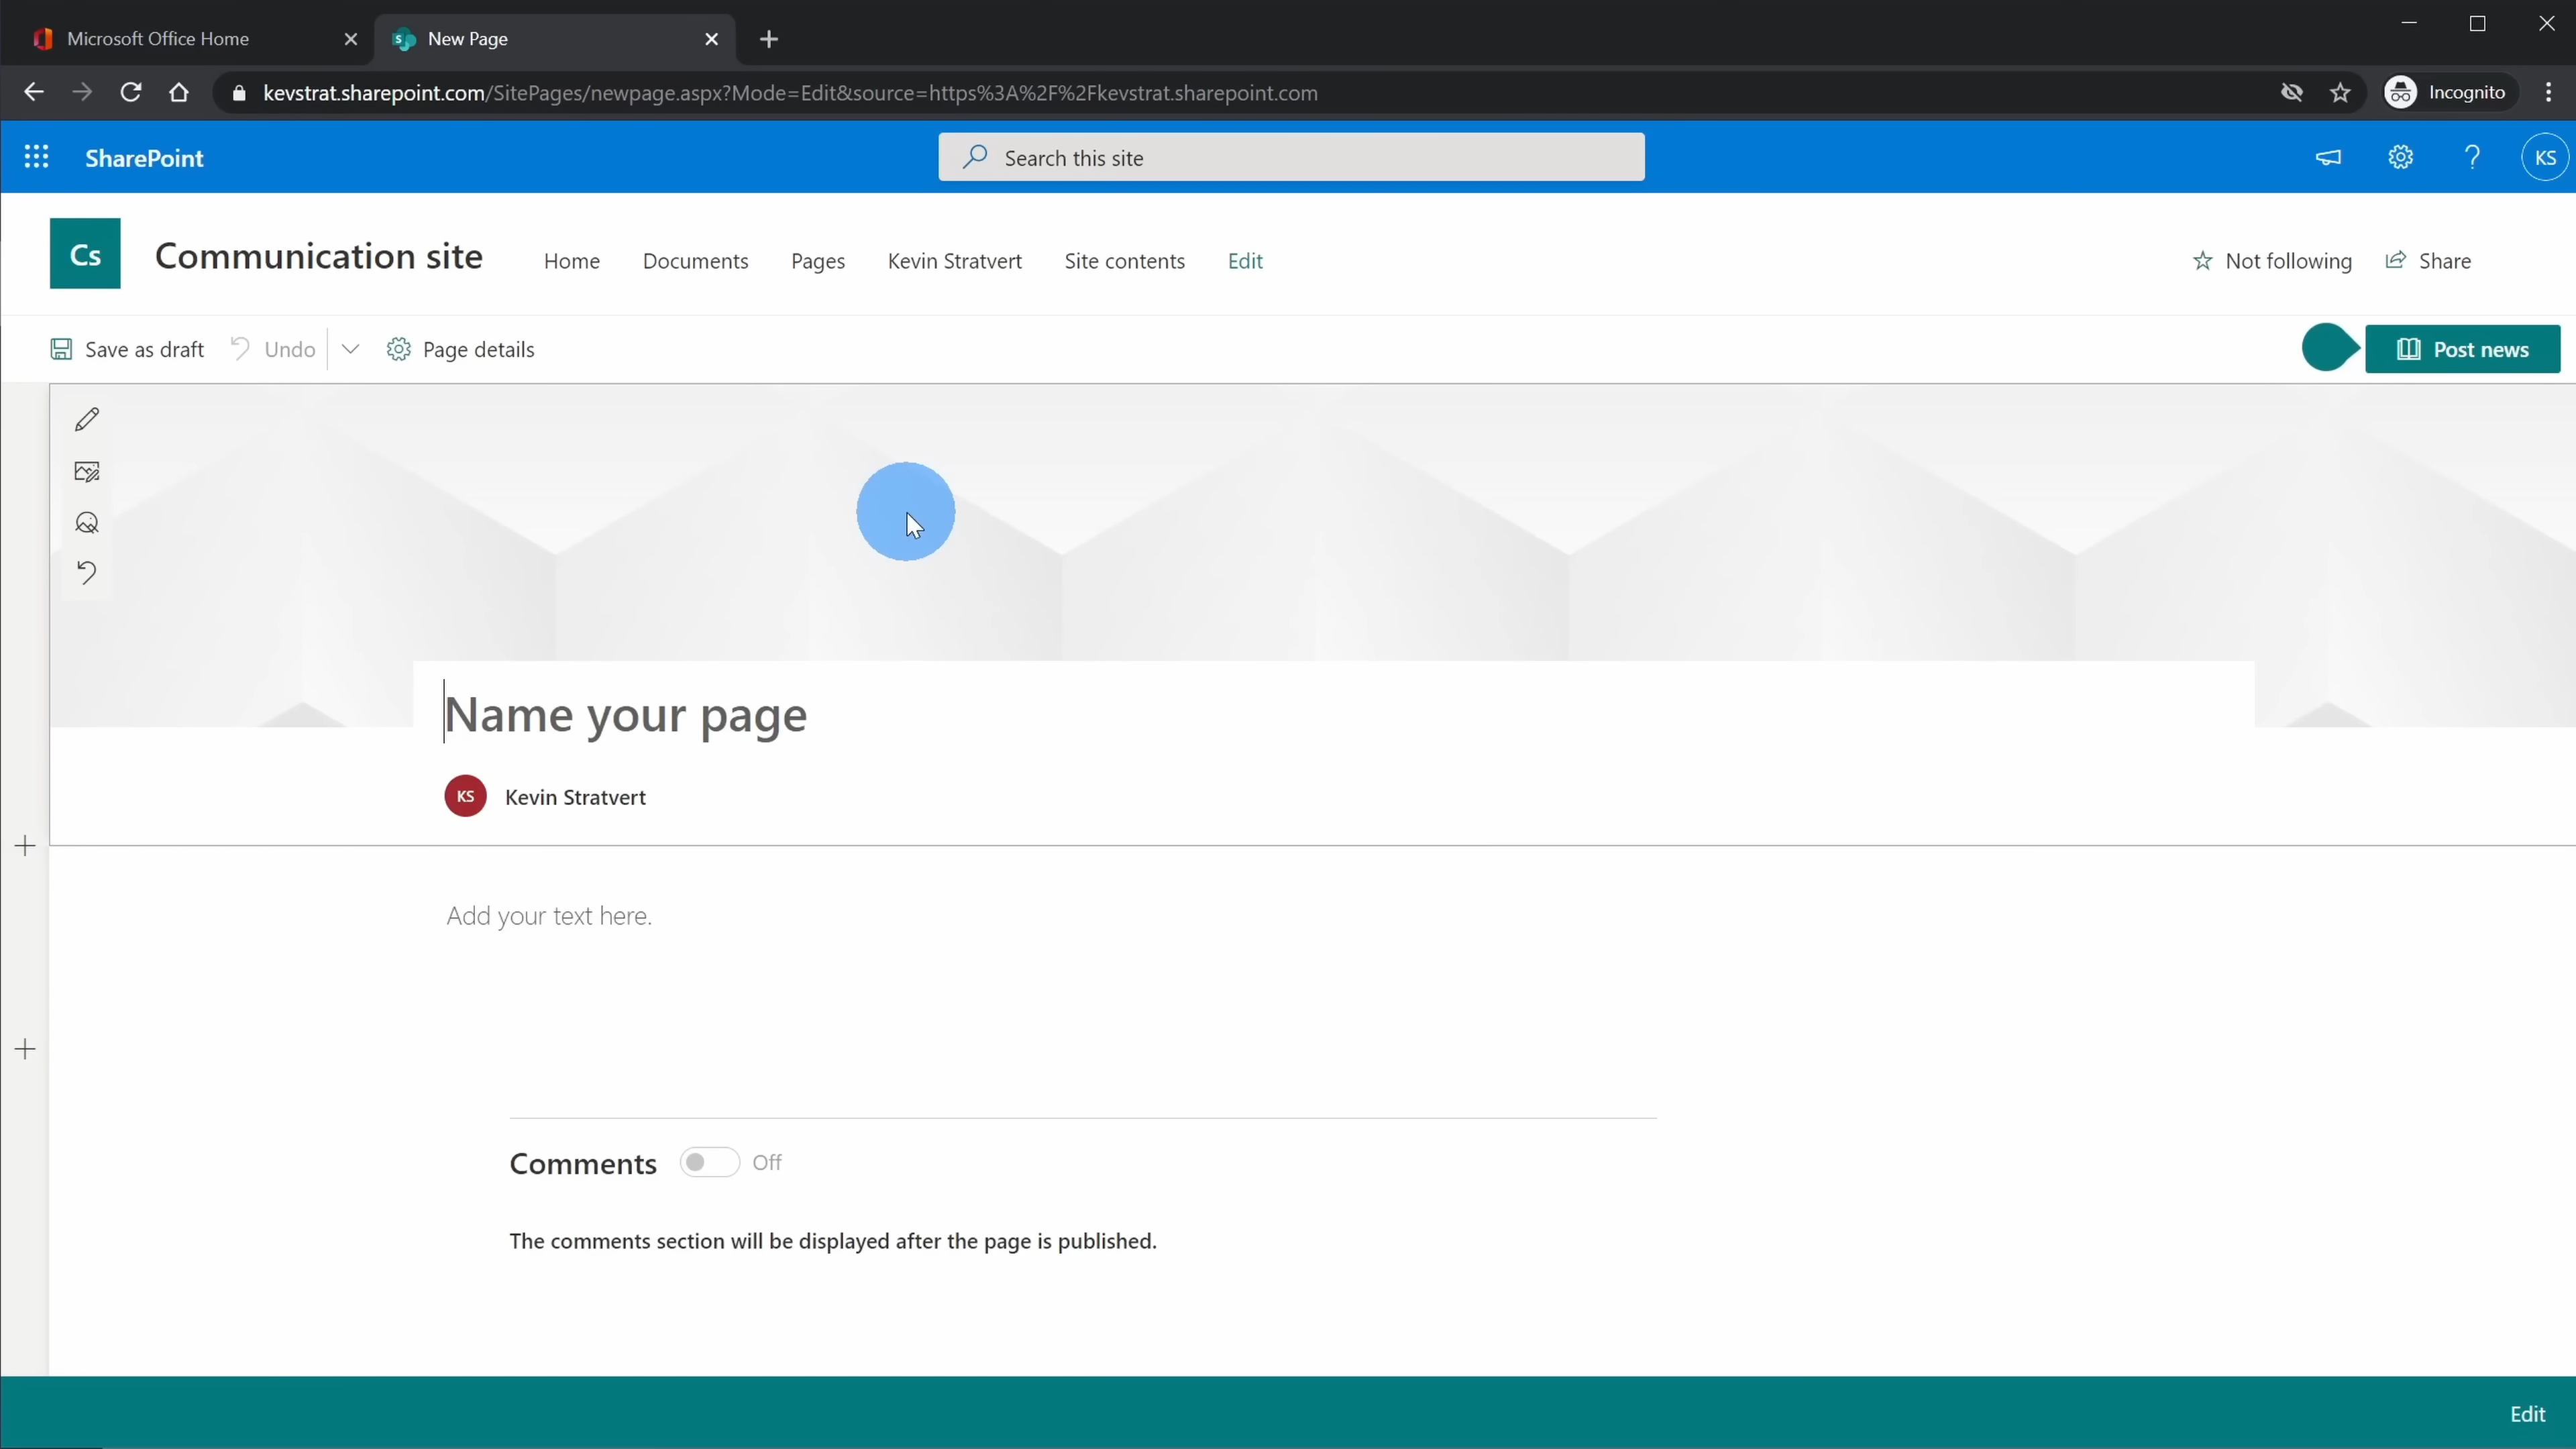 Microsoft Office Home
New Page
kevstrat.sharepoint.com/SitePages/newpage.aspx?Mode=Edit&source=https%3A%2F%2Fkevstrat.sharepoint.com
Incognito
SharePoint
Search this site
KS
Cs
Communication site
Home
Documents
Pages
Kevin Stratvert
Site contents
Edit
Not following
Share
Save as draft
Undo
Page details
Post news
Name your page
KS
Kevin Stratvert
Add your text here.
Comments
Off
The comments section will be displayed after the page is published.
Edit